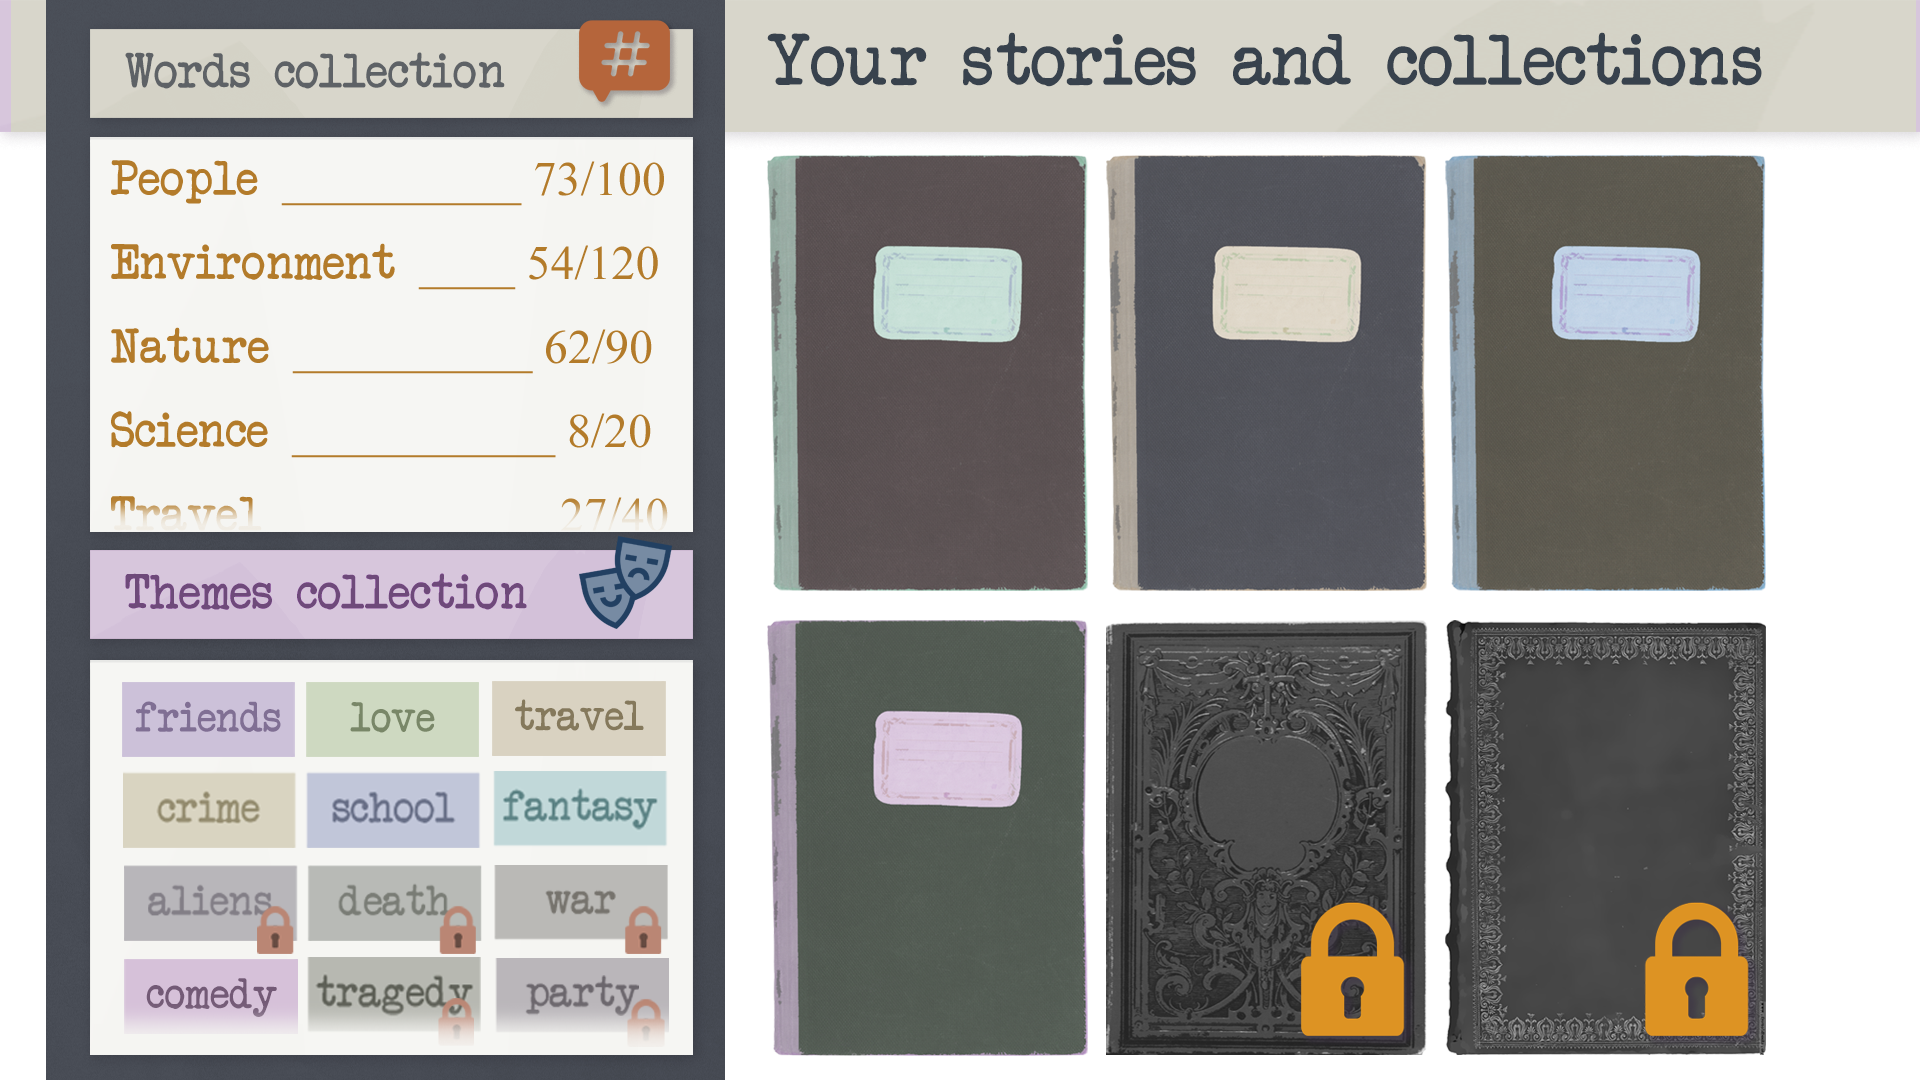 Words collection #
People 73/100
Environment 54/120
Nature 62/90
Science 8/20
Travel 27/40
Themes collection
friends love travel
crime school fantasy
aliens death war
comedy tragedy party
Your stories and collections